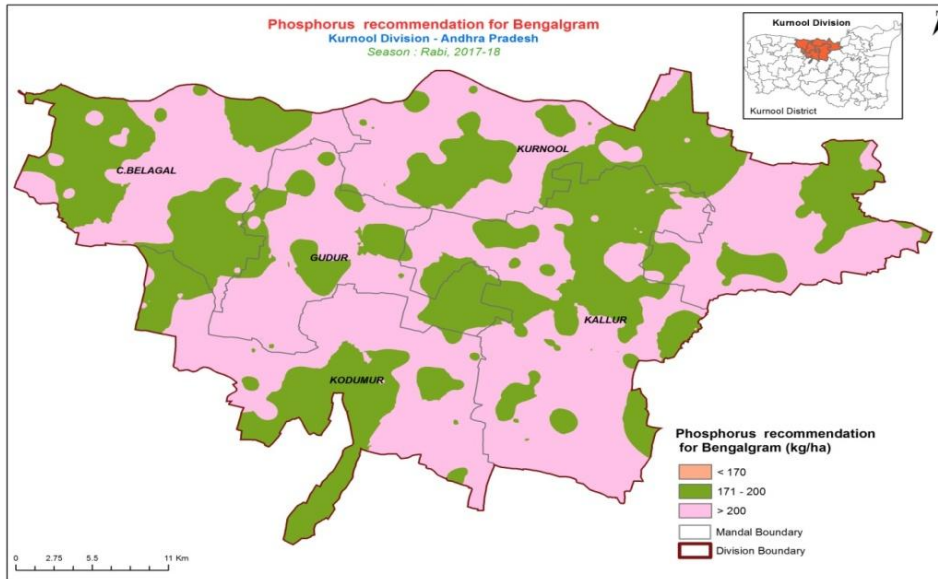 Phosphorus recommendation for Bengalgram
Kurnool Division - Andhra Pradesh
Season : Rabi, 2017-18
Kurnool Division
Kurnool District
KURNOOL
C.BELAGAL
GUDUR
KALLUR
KODUMUR
Phosphorus recommendation
for Bengalgram (kg/ha)
< 170
171 - 200
> 200
Mandal Boundary
Division Boundary
0 2.75 5.5 11 Km